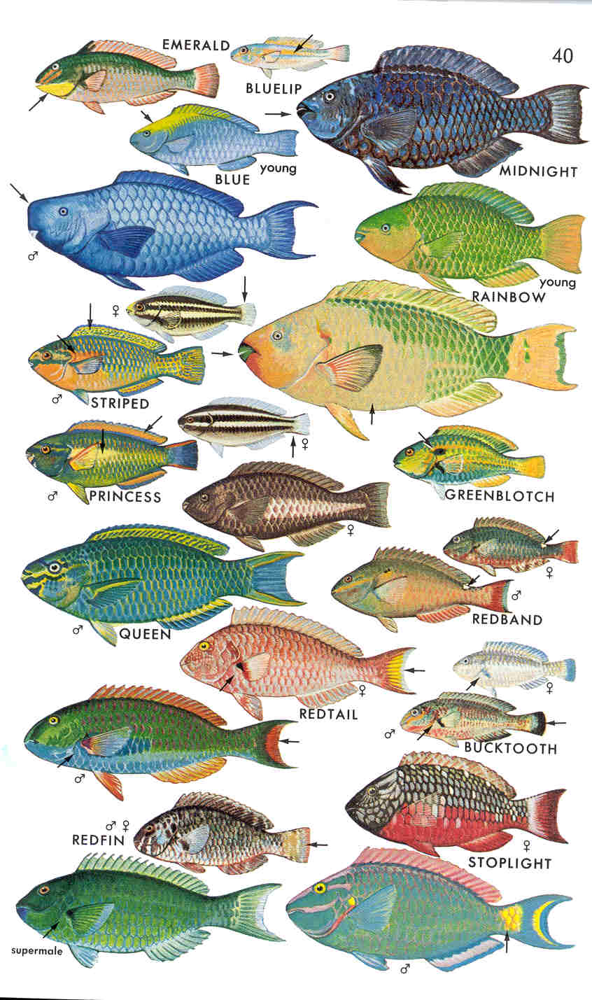 EMERALD
40
BLUELIP
MIDNIGHT
young
BLUE
♂
young
RAINBOW
♀
♂
STRIPED
♀
♂
PRINCESS
GREENBLOTCH
♀
♀
♂
REDBAND
♂
QUEEN
♀
♀
REDTAIL
♂
BUCKTOOTH
♂
♂ ♀
REDFIN
♀
STOPLIGHT
supermale
♂